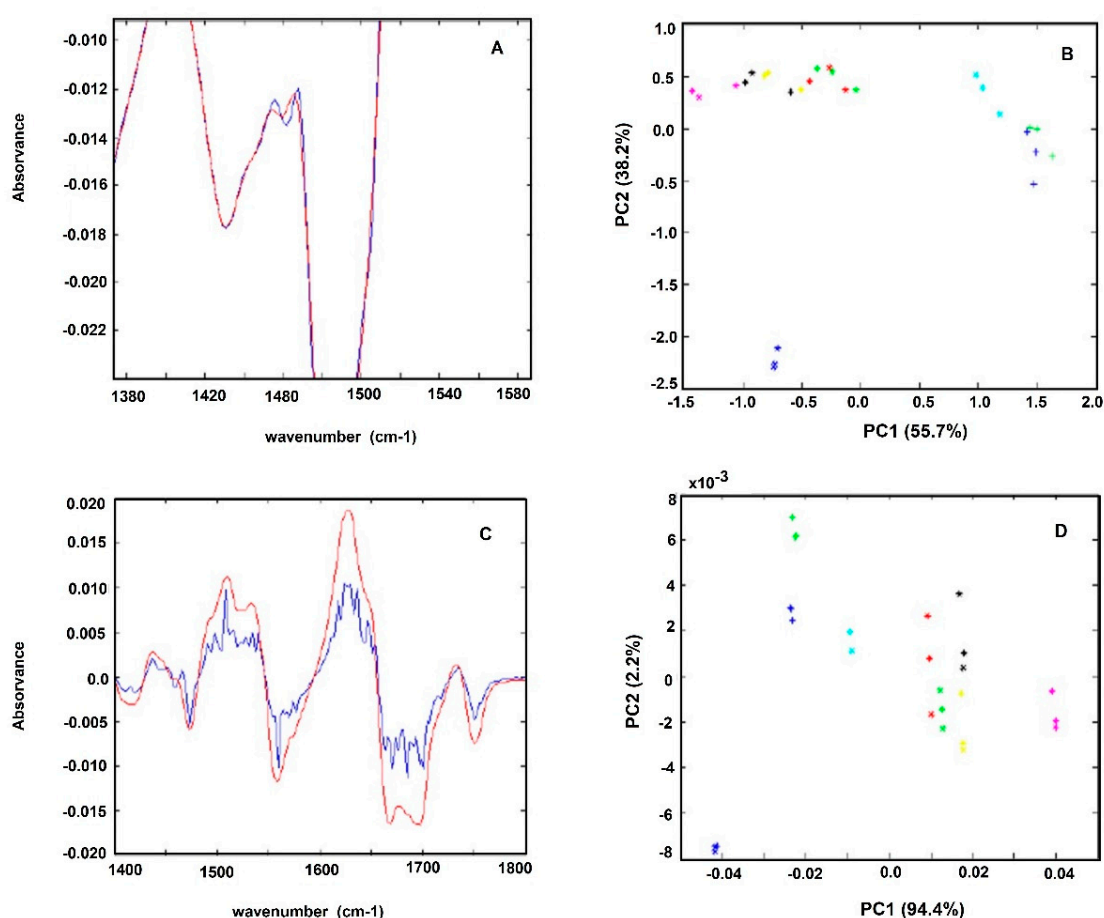 A
-0.010
-0.012
-0.014
-0.016
-0.018
-0.020
-0.022
Absorvance
1380 1420 1480 1500 1540 1580
wavenumber (cm-1)
B
1.0
0.5
0.0
-0.5
-1.0
-1.5
-2.0
-2.5
PC2 (38.2%)
-1.5 -1.0 -0.5 0.0 0.5 1.0 1.5 2.0
PC1 (55.7%)
C
0.020
0.015
0.010
0.005
0.0
-0.005
-0.010
-0.015
-0.020
Absorvance
1400 1500 1600 1700 1800
wavenumber (cm-1)
D
x10-3
8
6
4
2
0
-2
-4
-6
-8
PC2 (2.2%)
-0.04 -0.02 0.0 0.02 0.04
PC1 (94.4%)